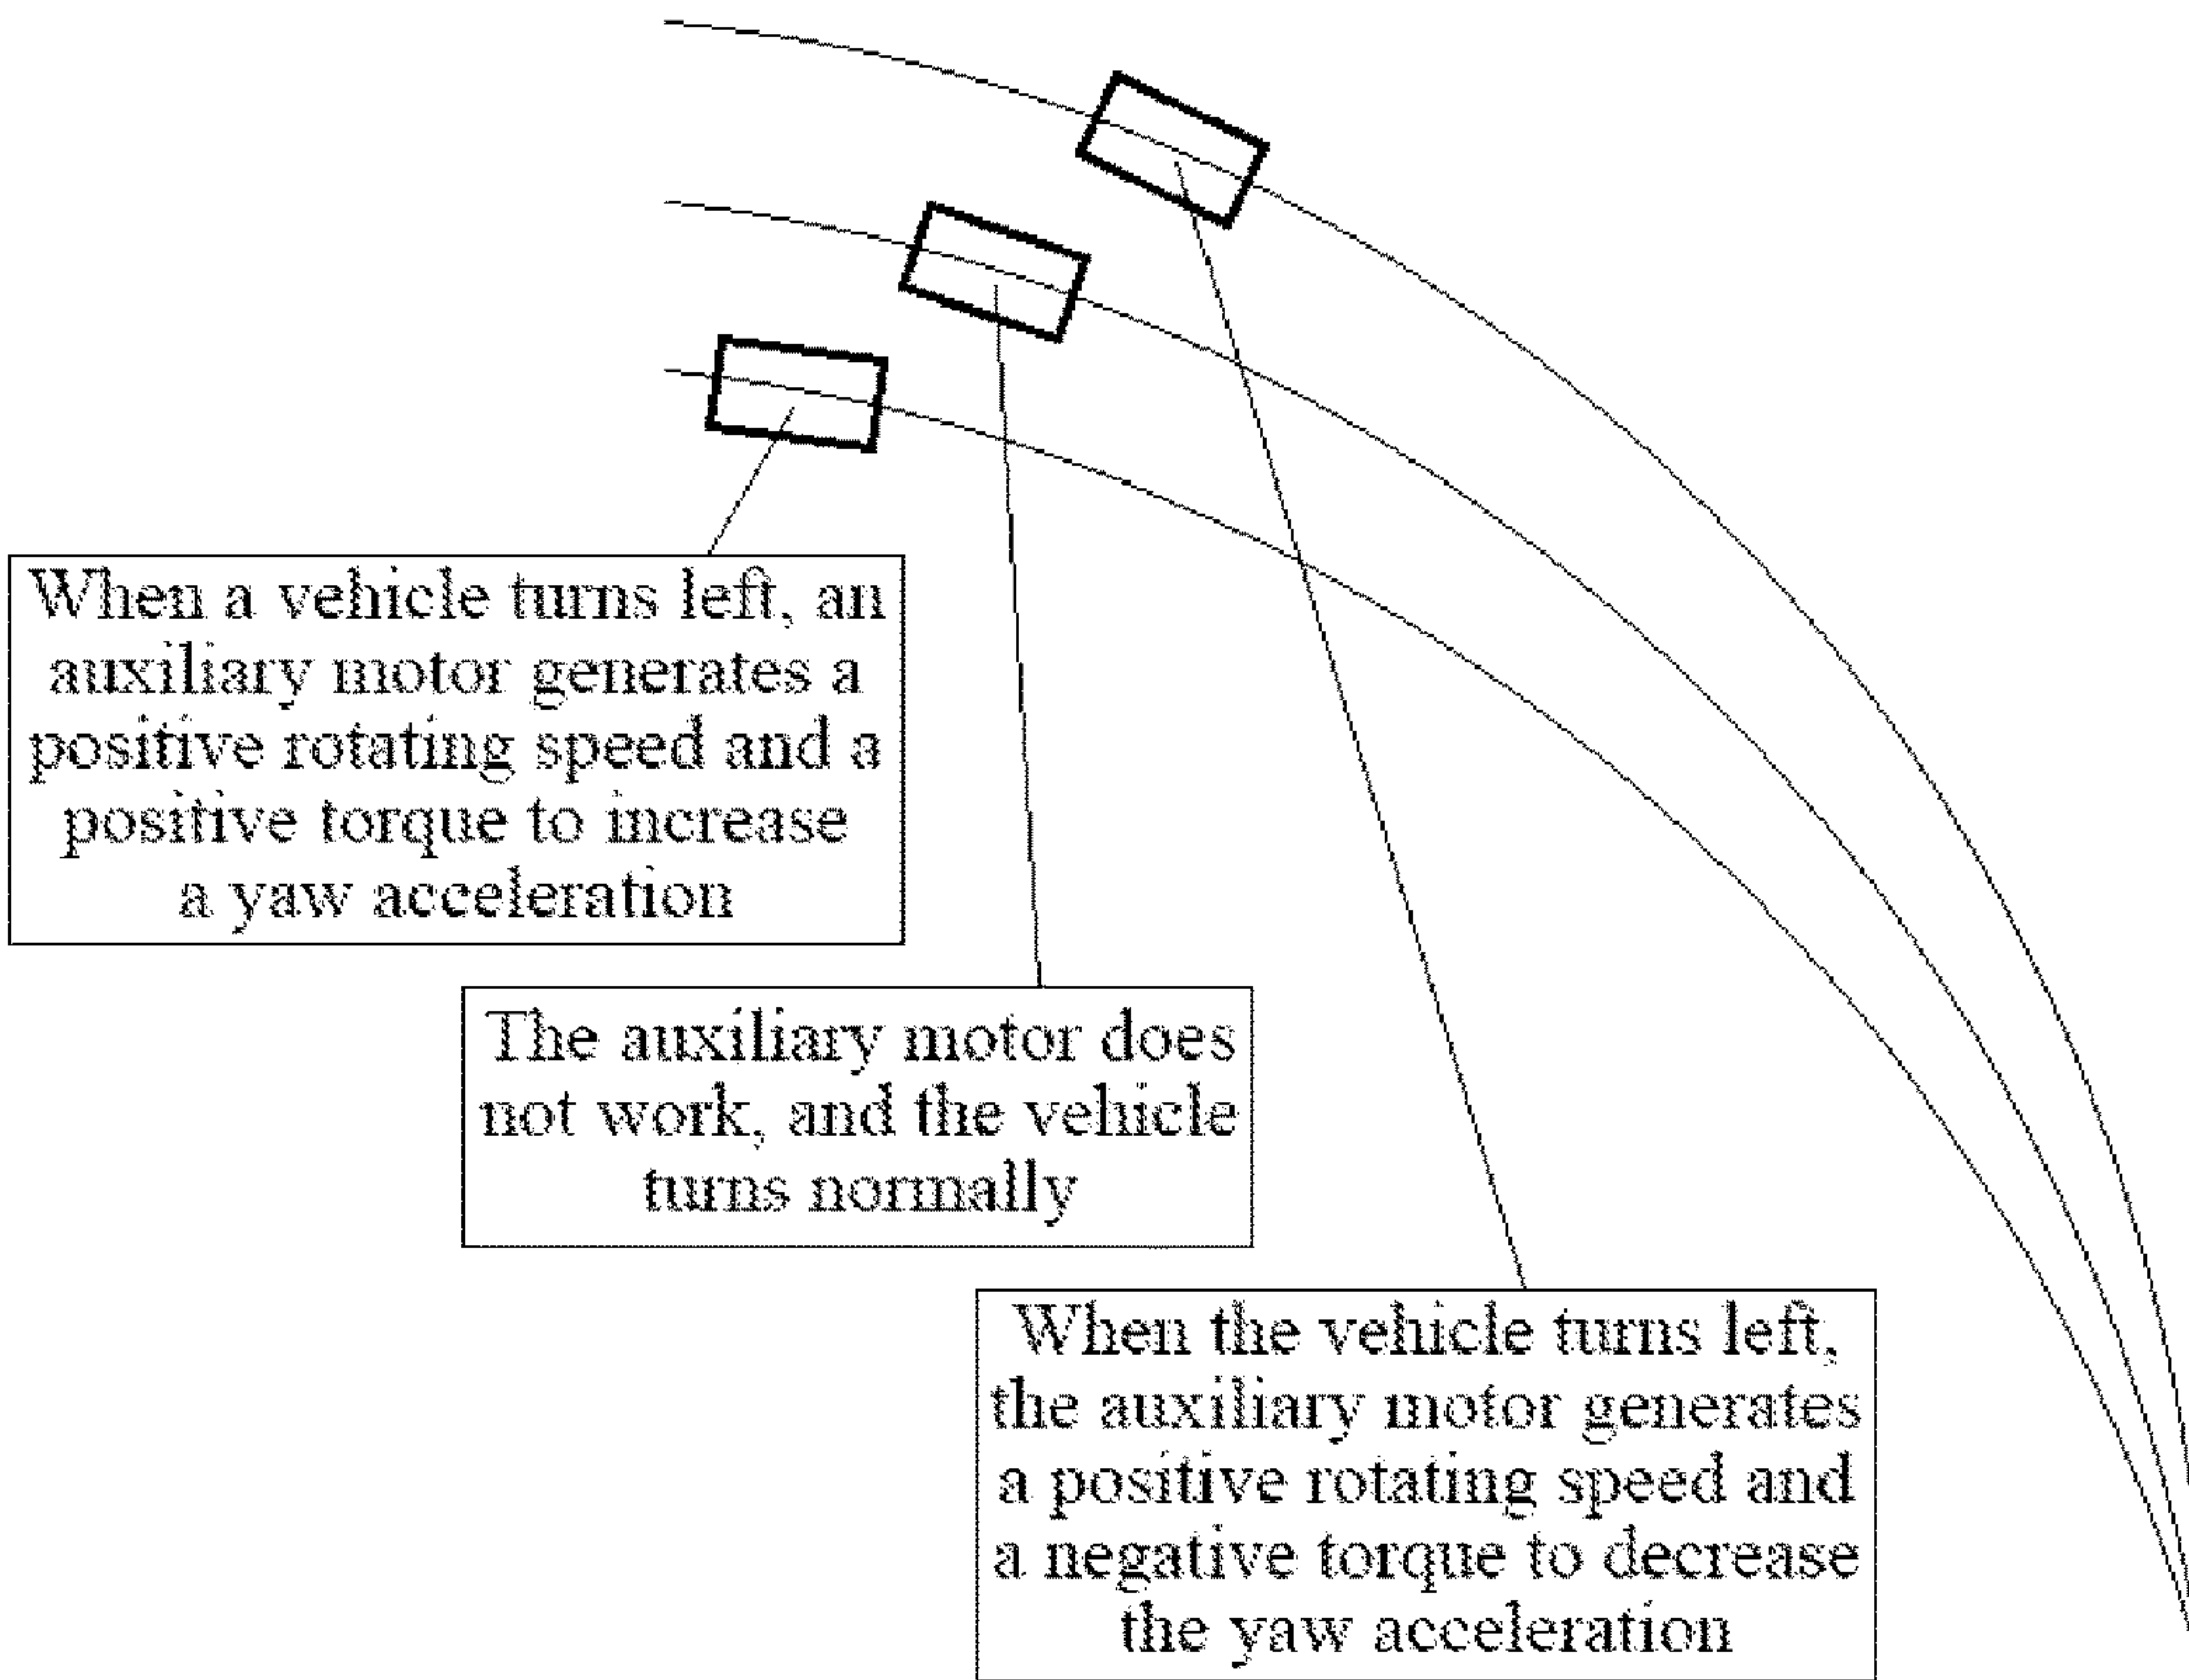 When a vehicle turns left, an
auxiliary motor generates a
positive rotating speed and a
positive torque to increase
a yaw acceleration
The auxiliary motor does
not work, and the vehicle
turns normally
When the vehicle turns left,
the auxiliary motor generates
a positive rotating speed and
a negative torque to decrease
the yaw acceleration